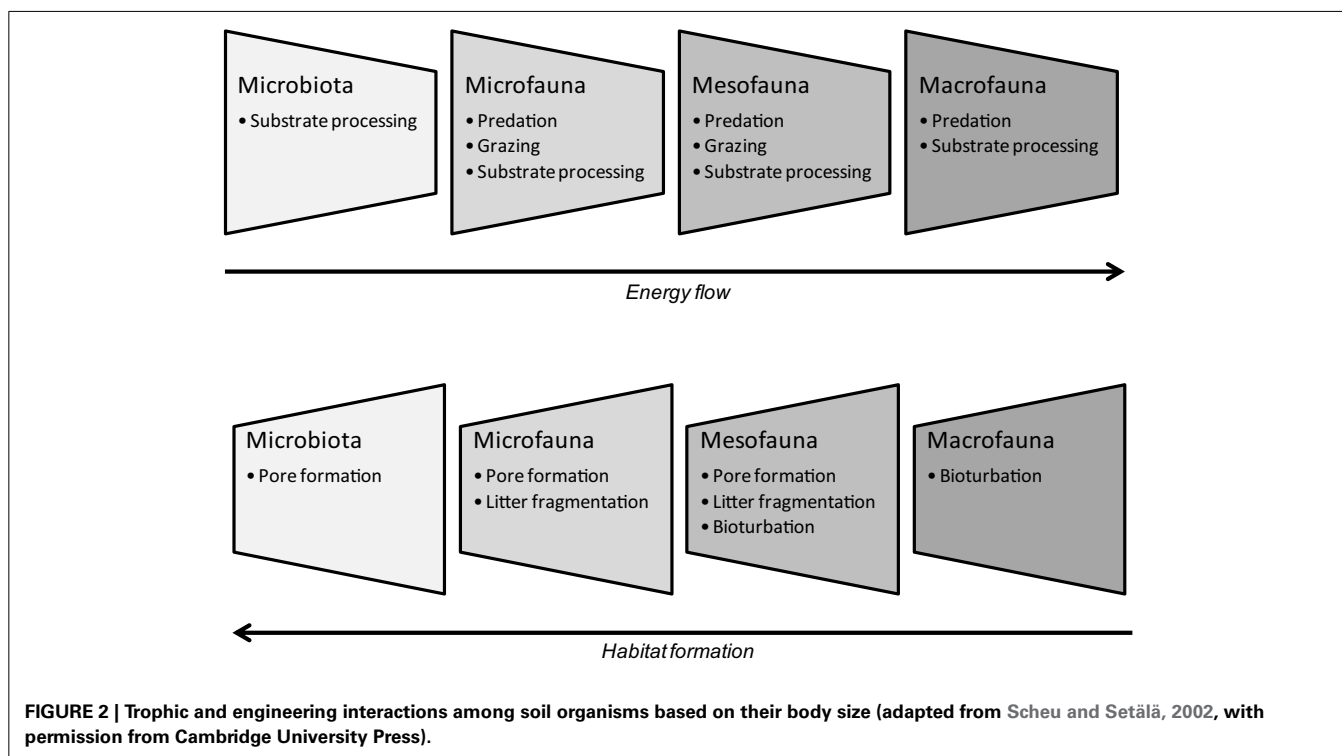 Microbiota
• Substrate processing
Microfauna
• Predation
• Grazing
• Substrate processing
Mesofauna
• Predation
• Grazing
• Substrate processing
Macrofauna
• Predation
• Substrate processing
Energy flow
Microbiota
• Pore formation
Microfauna
• Pore formation
• Litter fragmentation
Mesofauna
• Pore formation
• Litter fragmentation
• Bioturbation
Macrofauna
• Bioturbation
Habitat formation
FIGURE 2 | Trophic and engineering interactions among soil organisms based on their body size (adapted from Scheu and Setälä, 2002, with
permission from Cambridge University Press).